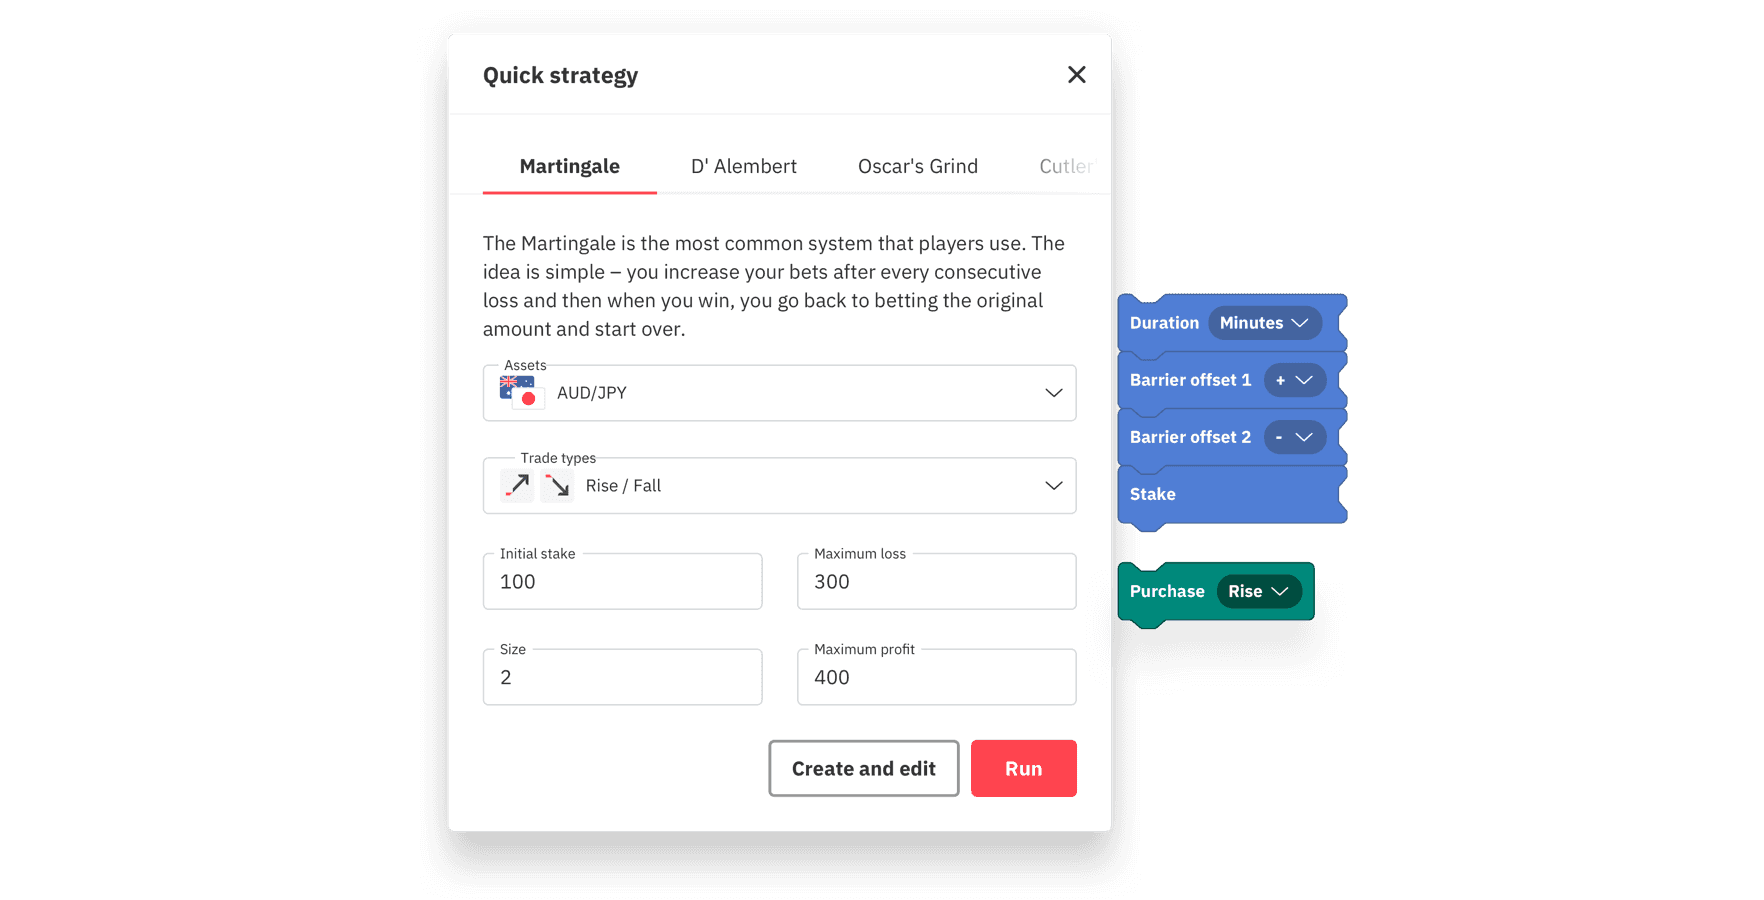 Quick strategy
Martingale
D' Alembert
Oscar's Grind
Cutler'
The Martingale is the most common system that players use. The
idea is simple – you increase your bets after every consecutive
loss and then when you win, you go back to betting the original
amount and start over.
Assets
AUD/JPY
Trade types
Rise / Fall
Initial stake
100
Maximum loss
300
Size
2
Maximum profit
400
Create and edit
Run
Duration Minutes
Barrier offset 1 +
Barrier offset 2 -
Stake
Purchase Rise